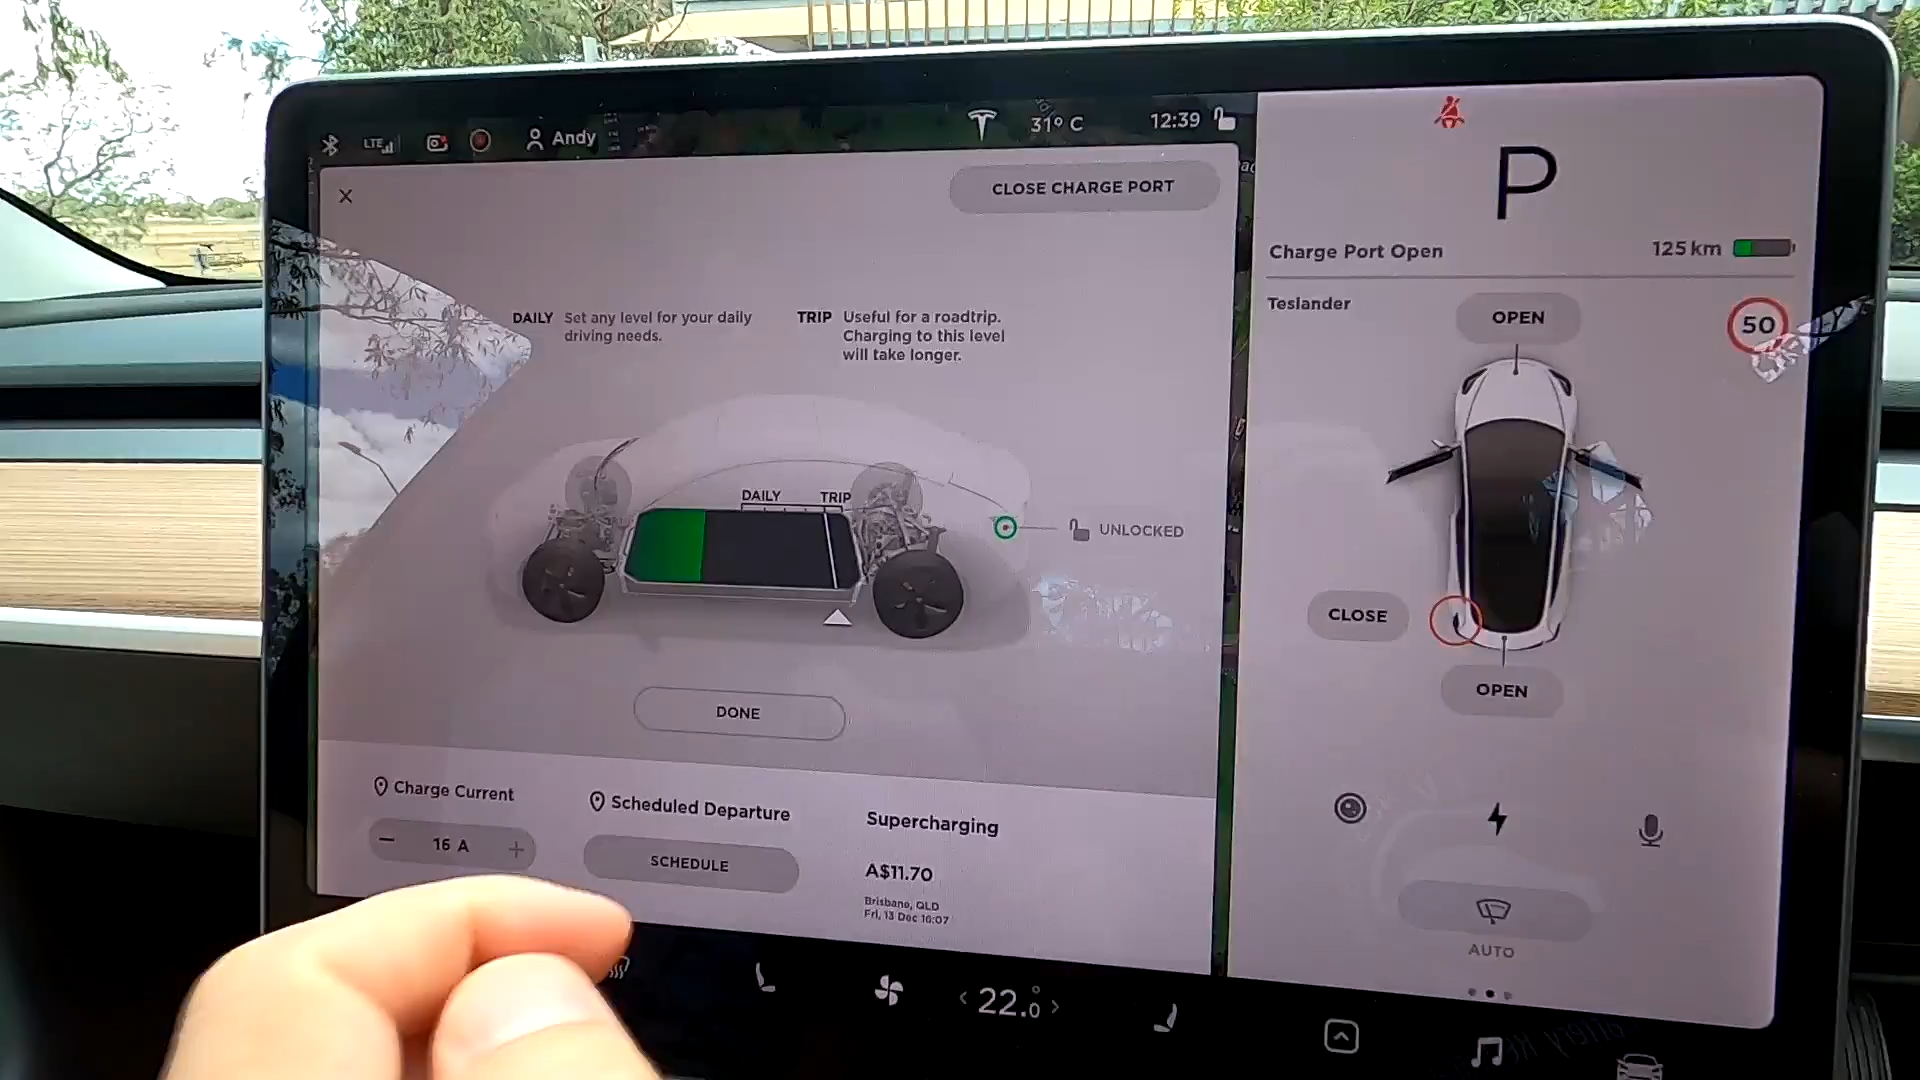 LTE
Andy
31° C
12:39
CLOSE CHARGE PORT
DAILY Set any level for your daily
driving needs.
TRIP Useful for a roadtrip.
Charging to this level
will take longer.
DAILY TRIP
UNLOCKED
DONE
Charge Current
16 A
Scheduled Departure
SCHEDULE
Supercharging
A$11.70
Brisbane, QLD
Fri, 13 Dec 16:07
P
Charge Port Open 125 km
Teslander
OPEN
50
CLOSE
OPEN
AUTO
22.0°